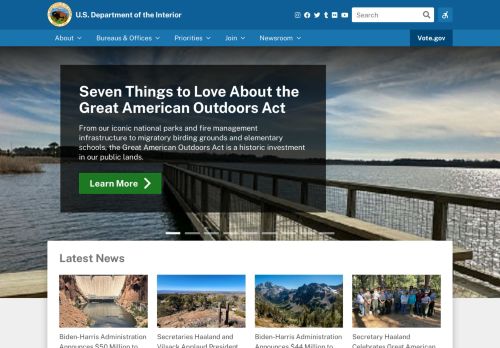 U.S. Department of the Interior
Search
About
Bureaus & Offices
Priorities
Join
Newsroom
Vote.gov
Seven Things to Love About the
Great American Outdoors Act
From our iconic national parks and fire management
infrastructure to migratory birding grounds and elementary
schools, the Great American Outdoors Act is a historic investment
in our public lands.
Learn More
Latest News
Biden-Harris Administration
Announces $50 Million to
Secretaries Haaland and
Vilsack Applaud President
Biden-Harris Administration
Announces $44 Million to
Secretary Haaland
Celebrates Great American